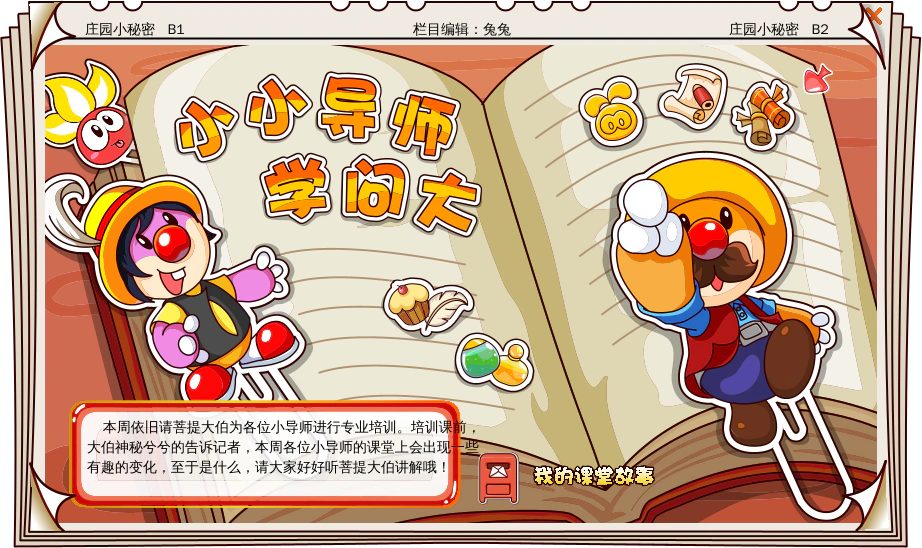 庄园小秘密 B1
栏目编辑：兔兔
庄园小秘密 B2
小小导师
学问大
本周依旧请菩提大伯为各位小导师进行专业培训。培训课前，
大伯神秘兮兮的告诉记者，本周各位小导师的课堂上会出现一些
有趣的变化，至于是什么，请大家好好听菩提大伯讲解哦！
我的课堂故事